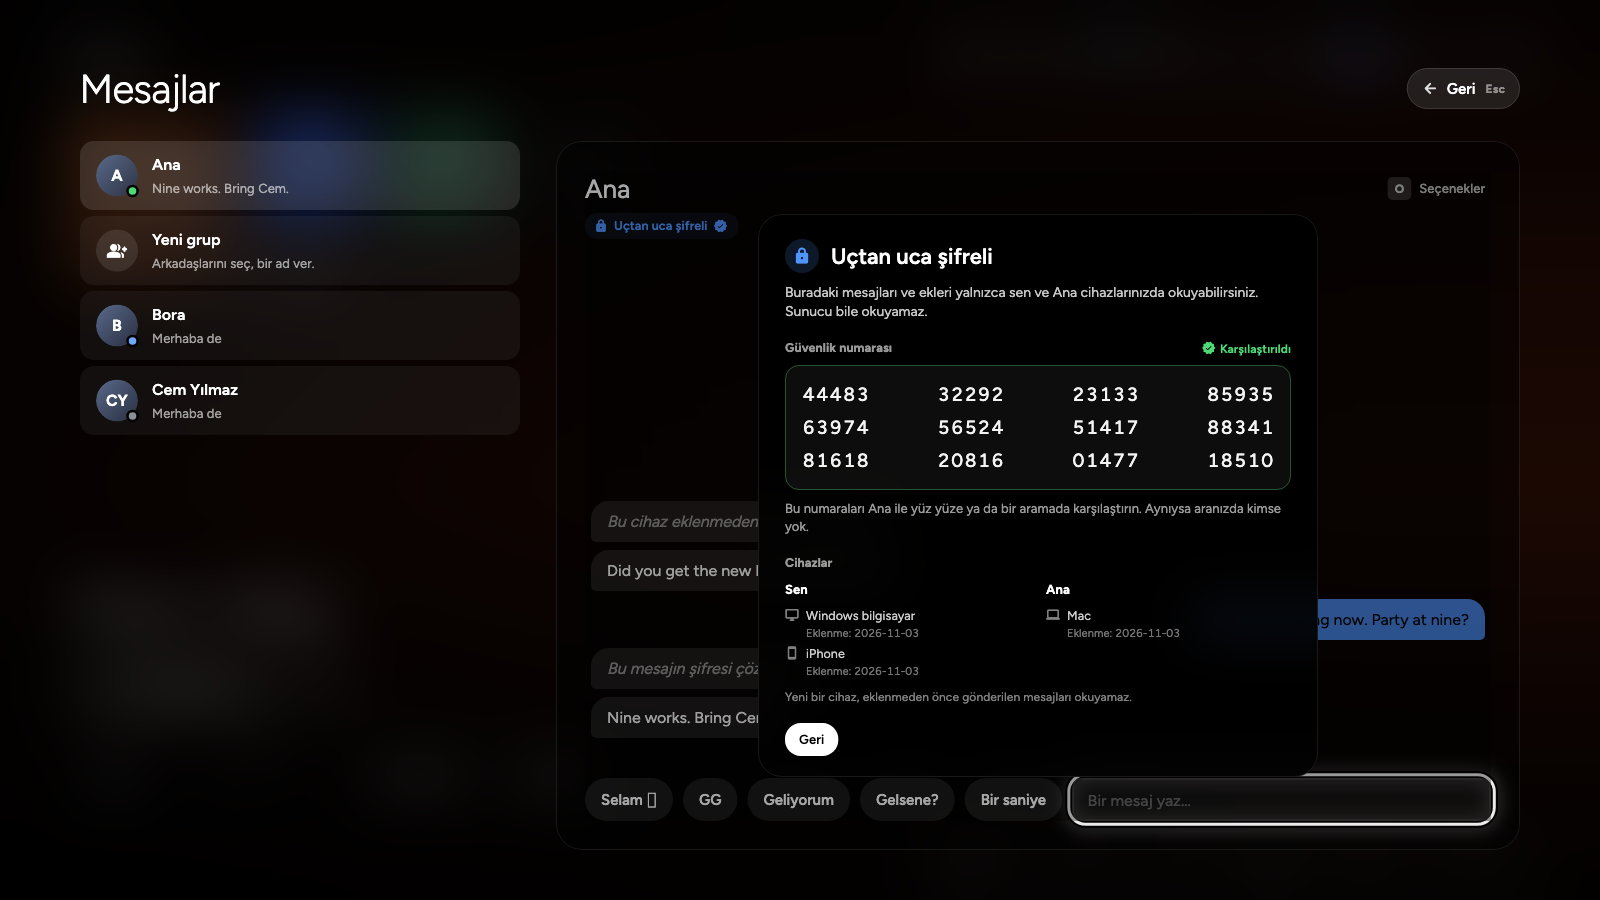 Mesajlar
Geri Esc
Ana
Nine works. Bring Cem.
Yeni grup
Arkadaşlarını seç, bir ad ver.
B
Bora
Merhaba de
CY
Cem Yılmaz
Merhaba de
A
Ana
Seçenekler
Uçtan uca şifreli
Uçtan uca şifreli
Buradaki mesajları ve ekleri yalnızca sen ve Ana cihazlarınızda okuyabilirsiniz.
Sunucu bile okuyamaz.
Güvenlik numarası
Karşılaştırıldı
44483 32292 23133 85935
63974 56524 51417 88341
81618 20816 01477 18510
Bu numaraları Ana ile yüz yüze ya da bir aramada karşılaştırın. Aynıysa aranızda kimse
yok.
Cihazlar
Sen
Windows bilgisayar
Eklenme: 2026-11-03
iPhone
Eklenme: 2026-11-03
Ana
Mac
Eklenme: 2026-11-03
Yeni bir cihaz, eklenmeden önce gönderilen mesajları okuyamaz.
Geri
Bu cihaz eklenmeden
Did you get the new
now. Party at nine?
Bu mesajın şifresi
Nine works. Bring
Selam
GG
Geliyorum
Gelsene?
Bir saniye
Bir mesaj yaz...